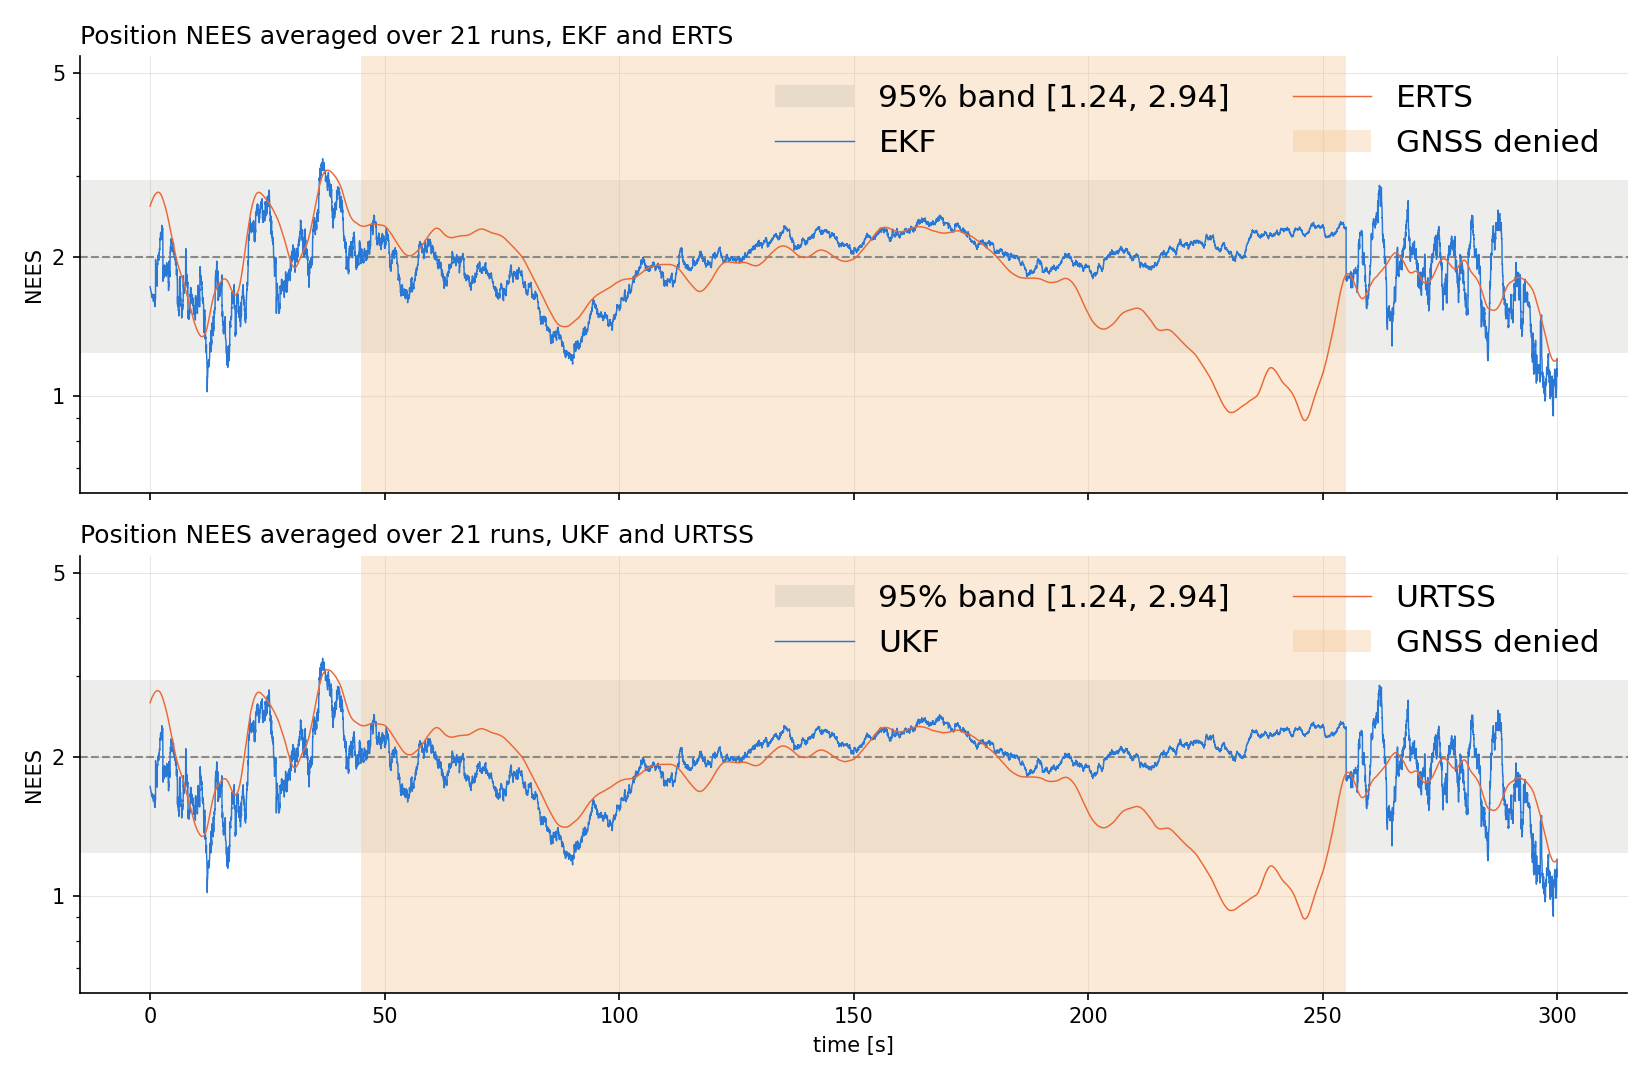 Position NEES averaged over 21 runs, EKF and ERTS
5
2
1
NEES
95% band [1.24, 2.94]
EKF
ERTS
GNSS denied
Position NEES averaged over 21 runs, UKF and URTSS
5
2
1
NEES
95% band [1.24, 2.94]
UKF
URTSS
GNSS denied
0 50 100 150 200 250 300
time [s]